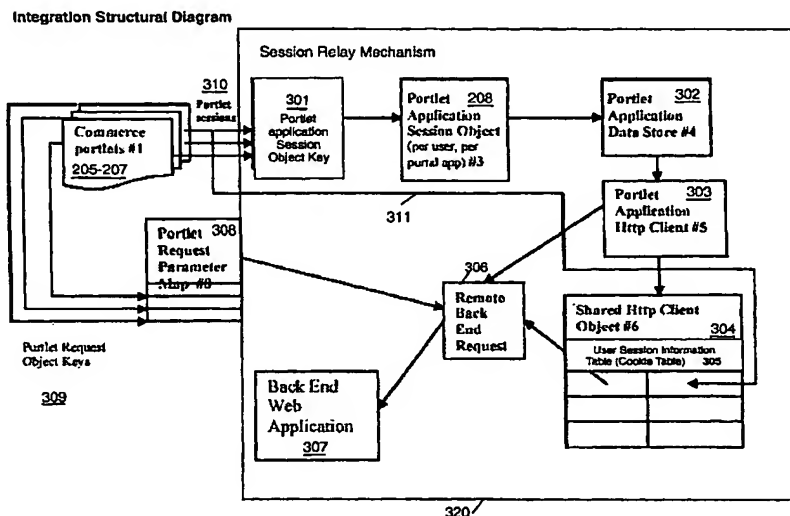 Integration Structural Diagram
Session Relay Mechanism
310
Portlet
sessions
301
Portlet
application
Session
Object Key
208
Portlet
Application
Session Object
(per user, per
portal app) #3
302
Portlet
Application
Data Store #4
Commerce
portlets #1
205-207
311
303
Portlet
Application
Http Client #5
308
Portlet
Request
Parameter
Map #8
306
Remote
Back
End
Request
Shared Http Client
Object #6
304
User Session Information
Table (Cookie Table) 305
Portlet Request
Object Keys
309
Back End
Web
Application
307
320